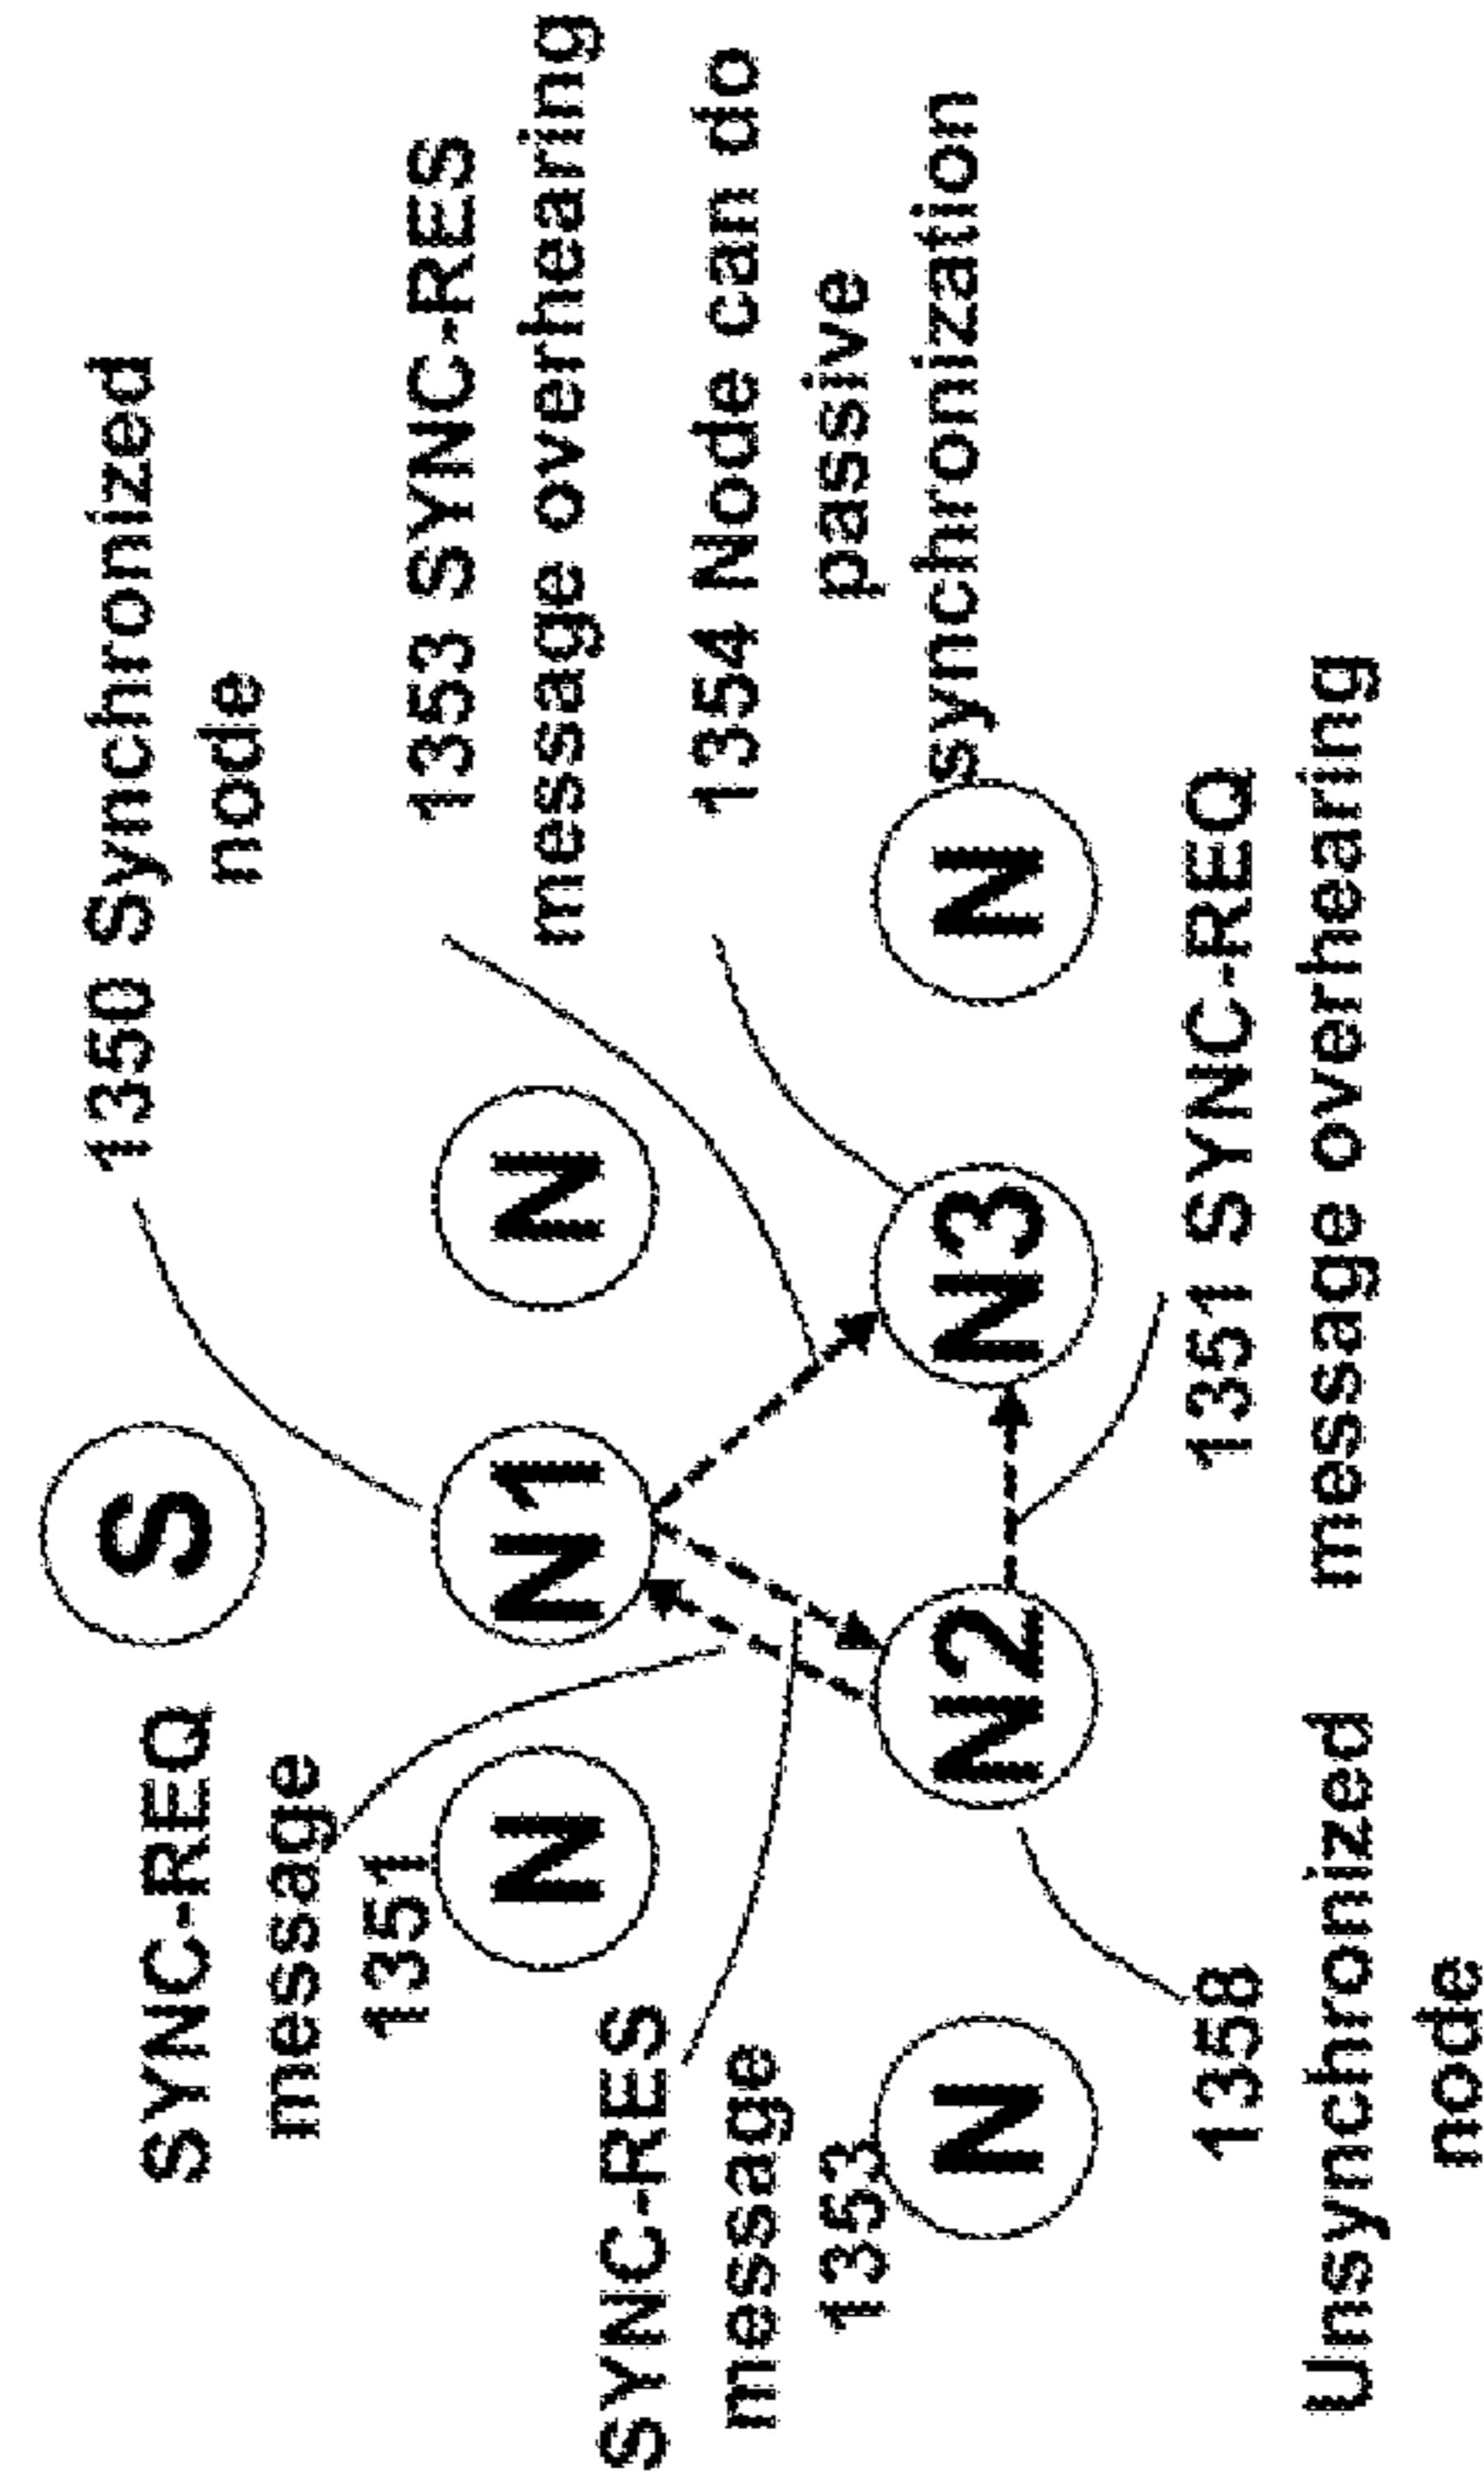 SYNC-REQ
message
1351
S
1350 Synchronized
node
SYNC-RES
message
1353
N
N1
N
1353 SYNC-RES
message overhearing
1354 Node can do
passive
synchronization
N
N2
N3
N
1358
Unsynchronized
node
1351 SYNC-REQ
message overhearing